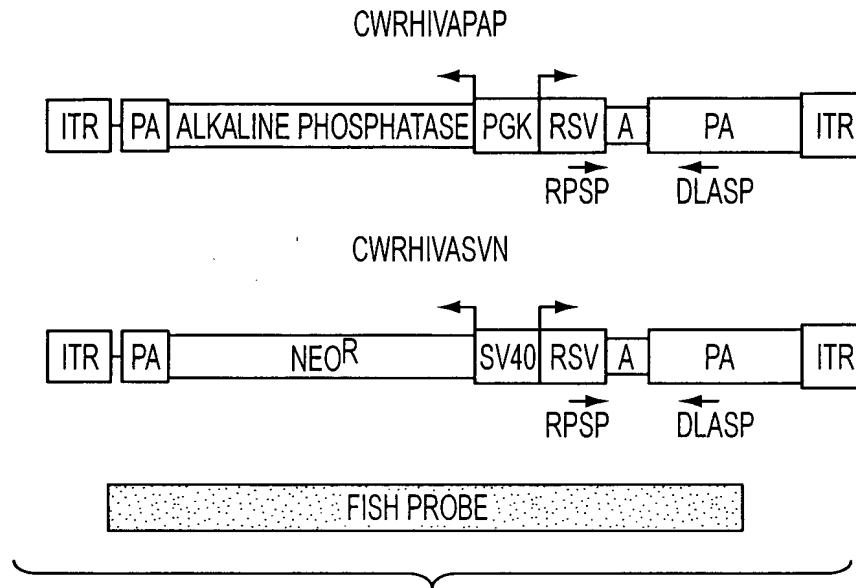 CWRHIVAPAP
ITR PA ALKALINE PHOSPHATASE PGK RSV A PA ITR
RPSP DLASP
CWRHIVASVN
ITR PA NEOR SV40 RSV A PA ITR
RPSP DLASP
FISH PROBE